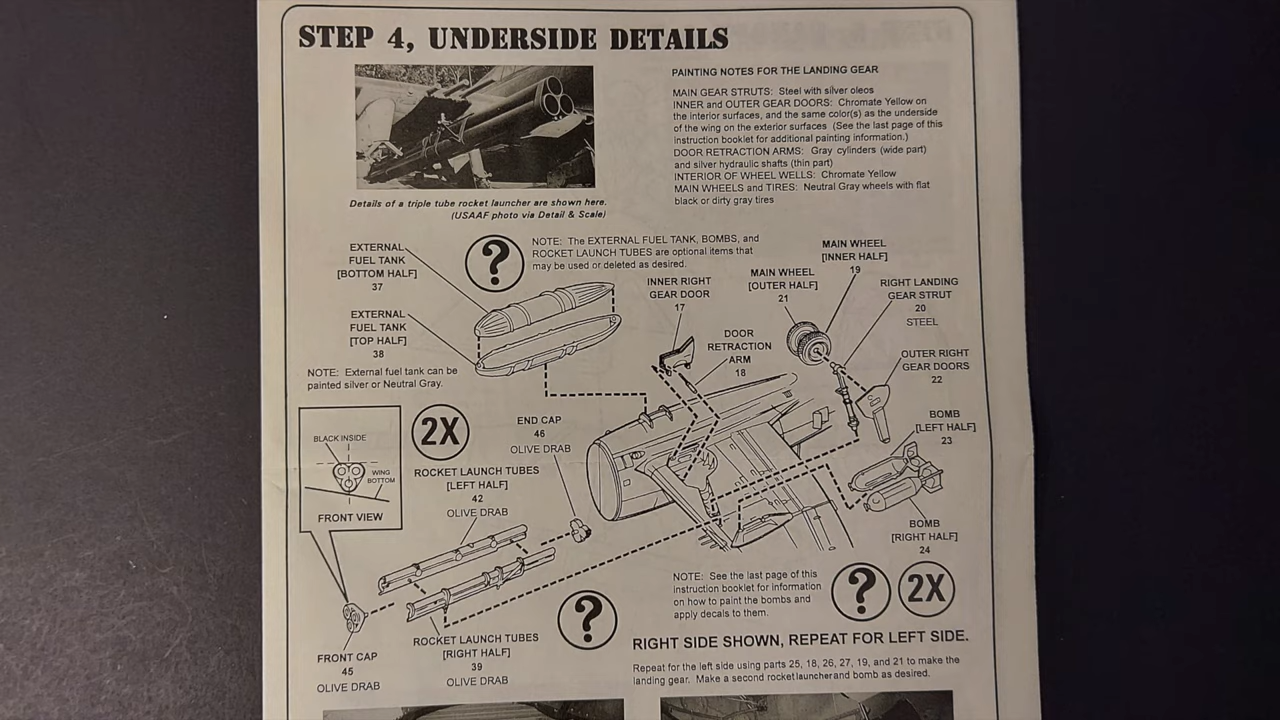 STEP 4, UNDERSIDE DETAILS
Details of a triple tube rocket launcher are shown here.
(USAAF photo via Detail & Scale)
PAINTING NOTES FOR THE LANDING GEAR
MAIN GEAR STRUTS: Steel with silver oleos
INNER and OUTER GEAR DOORS: Chromate Yellow on
the interior surfaces, and the same color(s) as the underside
of the wing on the exterior surfaces (See the last page of this
instruction booklet for additional painting information.)
DOOR RETRACTION ARMS: Gray cylinders (wide part)
and silver hydraulic shafts (thin part)
INTERIOR OF WHEEL WELLS: Chromate Yellow
MAIN WHEELS and TIRES: Neutral Gray wheels with flat
black or dirty gray tires
EXTERNAL
FUEL TANK
[BOTTOM HALF]
37
?
NOTE: The EXTERNAL FUEL TANK, BOMBS, and
ROCKET LAUNCH TUBES are optional items that
may be used or deleted as desired.
EXTERNAL
FUEL TANK
[TOP HALF]
38
NOTE: External fuel tank can be
painted silver or Neutral Gray.
INNER RIGHT
GEAR DOOR
17
DOOR
RETRACTION
ARM
18
MAIN WHEEL
[OUTER HALF]
21
MAIN WHEEL
[INNER HALF]
19
RIGHT LANDING
GEAR STRUT
20
STEEL
OUTER RIGHT
GEAR DOORS
22
BOMB
[LEFT HALF]
23
BOMB
[RIGHT HALF]
24
BLACK INSIDE
WING
BOTTOM
FRONT VIEW
2X
ROCKET LAUNCH TUBES
[LEFT HALF]
42
OLIVE DRAB
END CAP
46
OLIVE DRAB
FRONT CAP
45
OLIVE DRAB
ROCKET LAUNCH TUBES
[RIGHT HALF]
39
OLIVE DRAB
?
NOTE: See the last page of this
instruction booklet for information
on how to paint the bombs and
apply decals to them.
?
2X
RIGHT SIDE SHOWN, REPEAT FOR LEFT SIDE.
Repeat for the left side using parts 25, 18, 26, 27, 19, and 21 to make the
landing gear. Make a second rocket launcher and bomb as desired.